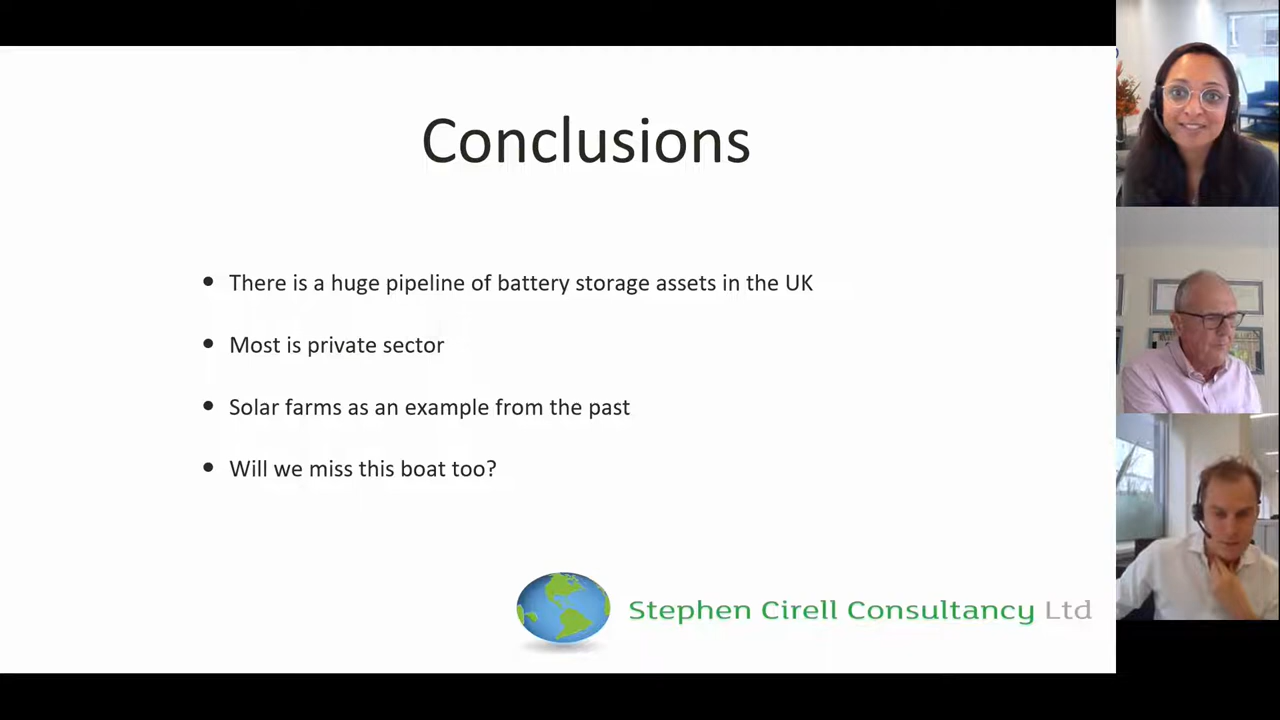 Conclusions
There is a huge pipeline of battery storage assets in the UK
Most is private sector
Solar farms as an example from the past
Will we miss this boat too?
Stephen Cirell Consultancy Ltd